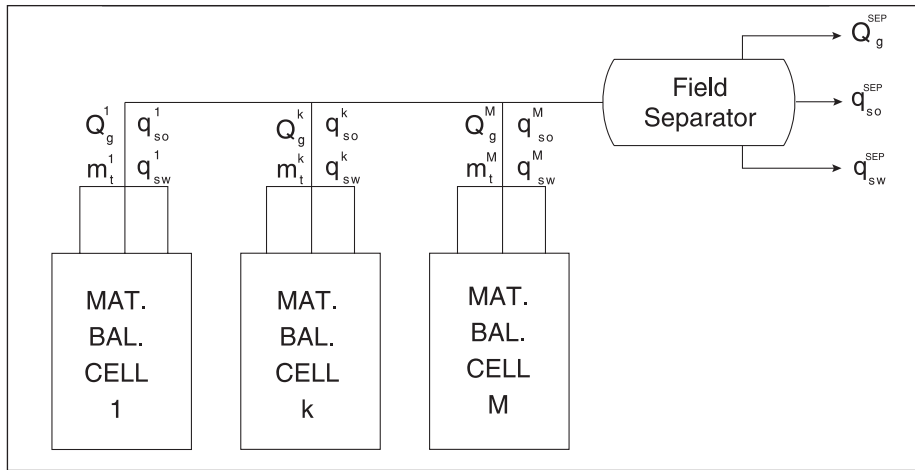 Q_g^SEP
Field
Separator
q_so^SEP
q_sw^SEP
Q_g^1 q_so^1 Q_g^k q_so^k Q_g^M q_so^M
m_t^1 q_sw^1 m_t^k q_sw^k m_t^M q_sw^M
MAT.
BAL.
CELL
1
MAT.
BAL.
CELL
k
MAT.
BAL.
CELL
M